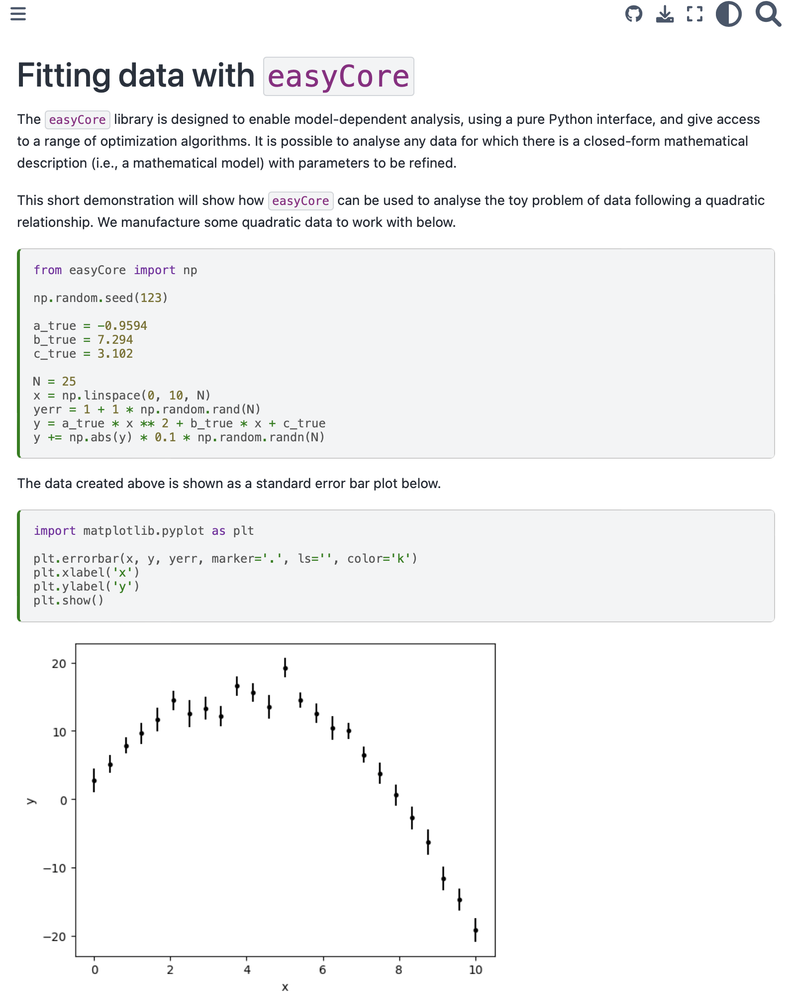 Fitting data with easyCore
The easyCore library is designed to enable model-dependent analysis, using a pure Python interface, and give access
to a range of optimization algorithms. It is possible to analyse any data for which there is a closed-form mathematical
description (i.e., a mathematical model) with parameters to be refined.
This short demonstration will show how easyCore can be used to analyse the toy problem of data following a quadratic
relationship. We manufacture some quadratic data to work with below.
from easyCore import np
np.random.seed(123)
a_true = -0.9594
b_true = 7.294
c_true = 3.102
N = 25
x = np.linspace(0, 10, N)
yerr = 1 + 1 * np.random.rand(N)
y = a_true * x ** 2 + b_true * x + c_true
y += np.abs(y) * 0.1 * np.random.randn(N)
The data created above is shown as a standard error bar plot below.
import matplotlib.pyplot as plt
plt.errorbar(x, y, yerr, marker='.', ls='', color='k')
plt.xlabel('x')
plt.ylabel('y')
plt.show()
20
10
0
−10
−20
y
0 2 4 6 8 10
x